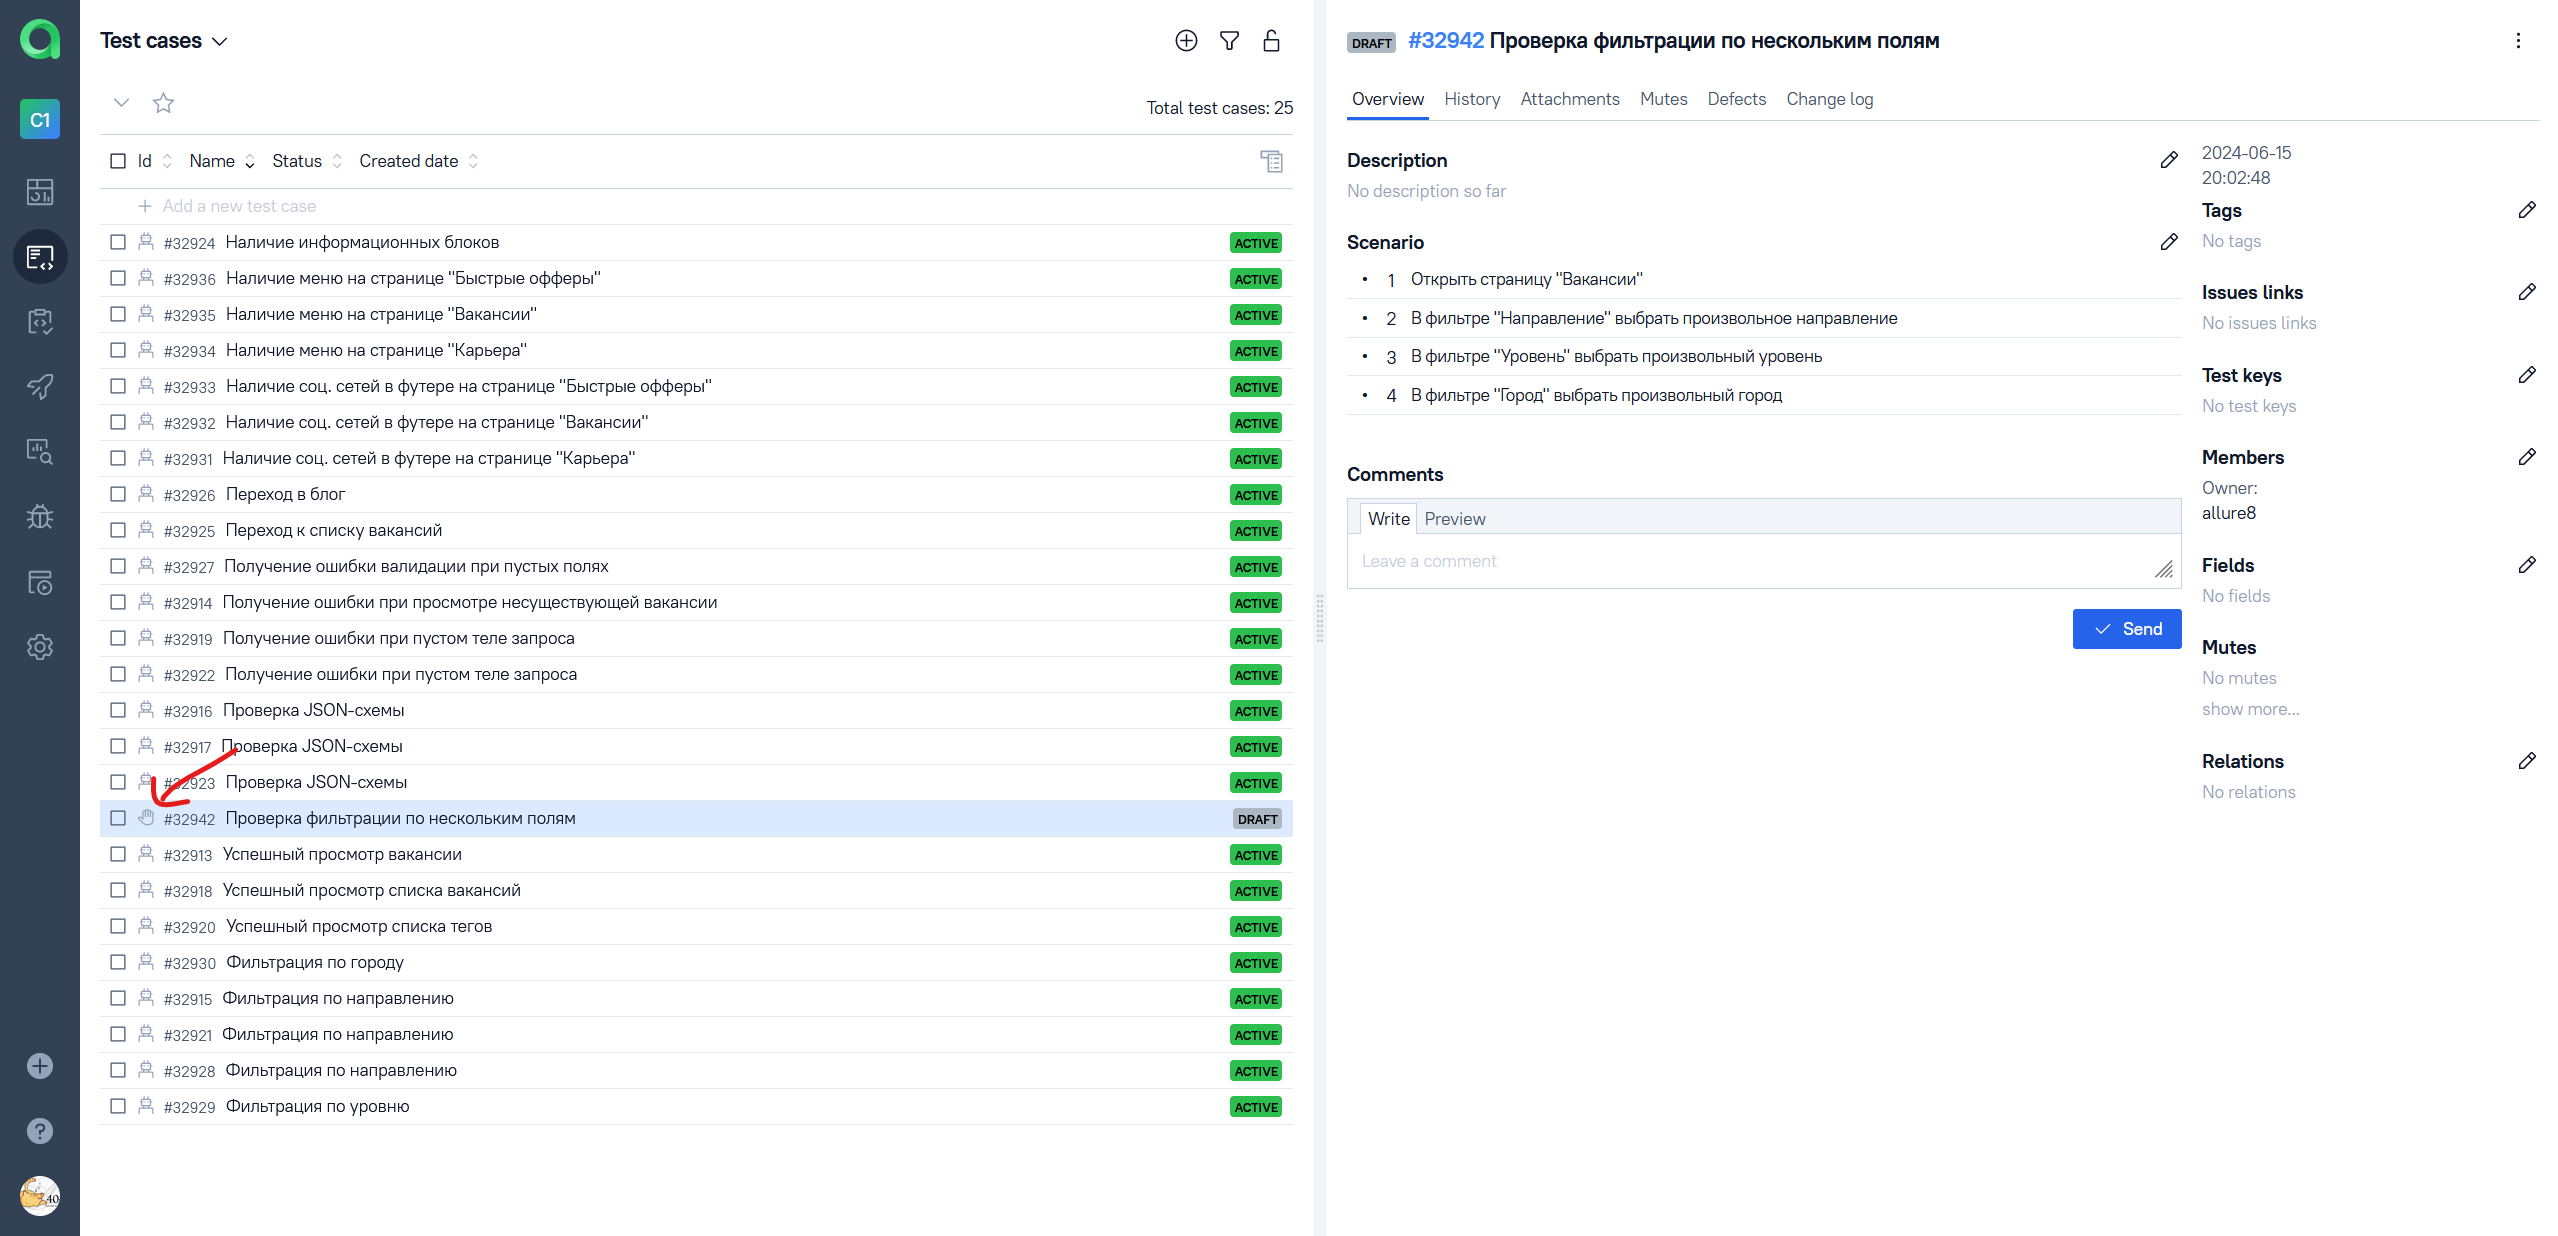 Test cases
C1
Total test cases: 25
Id Name Status Created date
Add a new test case
#32924 Наличие информационных блоков ACTIVE
#32936 Наличие меню на странице "Быстрые офферы" ACTIVE
#32935 Наличие меню на странице "Вакансии" ACTIVE
#32934 Наличие меню на странице "Карьера" ACTIVE
#32933 Наличие соц. сетей в футере на странице "Быстрые офферы" ACTIVE
#32932 Наличие соц. сетей в футере на странице "Вакансии" ACTIVE
#32931 Наличие соц. сетей в футере на странице "Карьера" ACTIVE
#32926 Переход в блог ACTIVE
#32925 Переход к списку вакансий ACTIVE
#32927 Получение ошибки валидации при пустых полях ACTIVE
#32914 Получение ошибки при просмотре несуществующей вакансии ACTIVE
#32919 Получение ошибки при пустом теле запроса ACTIVE
#32922 Получение ошибки при пустом теле запроса ACTIVE
#32916 Проверка JSON-схемы ACTIVE
#32917 Проверка JSON-схемы ACTIVE
#32923 Проверка JSON-схемы ACTIVE
#32942 Проверка фильтрации по нескольким полям DRAFT
#32913 Успешный просмотр вакансии ACTIVE
#32918 Успешный просмотр списка вакансий ACTIVE
#32920 Успешный просмотр списка тегов ACTIVE
#32930 Фильтрация по городу ACTIVE
#32915 Фильтрация по направлению ACTIVE
#32921 Фильтрация по направлению ACTIVE
#32928 Фильтрация по направлению ACTIVE
#32929 Фильтрация по уровню ACTIVE
40
DRAFT #32942 Проверка фильтрации по нескольким полям
Overview History Attachments Mutes Defects Change log
Description
No description so far
Scenario
• 1 Открыть страницу "Вакансии"
• 2 В фильтре "Направление" выбрать произвольное направление
• 3 В фильтре "Уровень" выбрать произвольный уровень
• 4 В фильтре "Город" выбрать произвольный город
Comments
Write Preview
Leave a comment
Send
2024-06-15
20:02:48
Tags
No tags
Issues links
No issues links
Test keys
No test keys
Members
Owner:
allure8
Fields
No fields
Mutes
No mutes
show more...
Relations
No relations